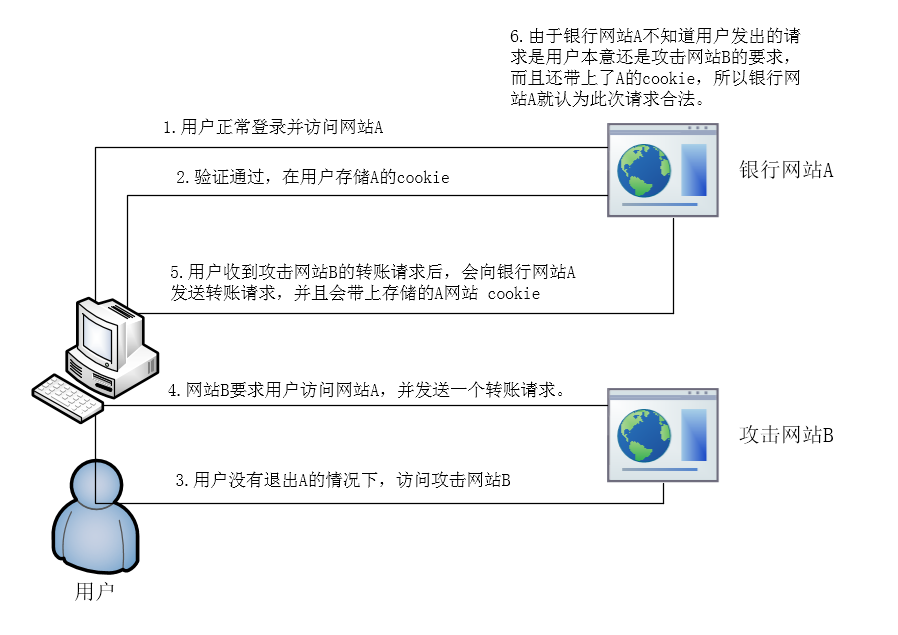 6.由于银行网站A不知道用户发出的请
求是用户本意还是攻击网站B的要求，
而且还带上了A的cookie，所以银行网
站A就认为此次请求合法。
1.用户正常登录并访问网站A
银行网站A
2.验证通过，在用户存储A的cookie
5.用户收到攻击网站B的转账请求后，会向银行网站A
发送转账请求，并且会带上存储的A网站 cookie
4.网站B要求用户访问网站A，并发送一个转账请求。
攻击网站B
3.用户没有退出A的情况下，访问攻击网站B
用户